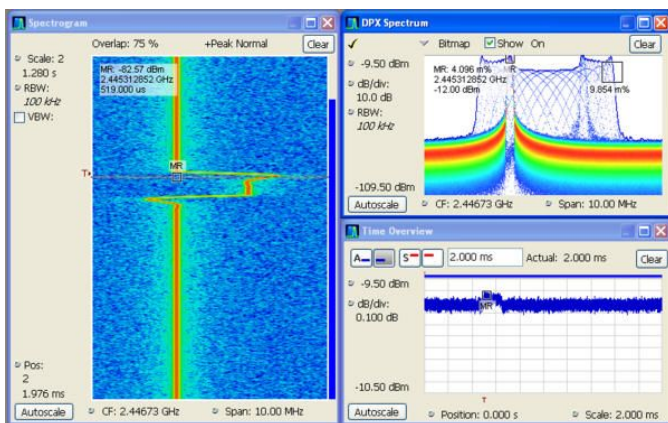 Spectrogram
Overlap: 75 %
+Peak Normal
Clear
Scale: 2
1.280 s
RBW:
100 kHz
VBW:
MR: -82.57 dBm
2.445312852 GHz
519.000 us
MR
T
Pos:
2
1.976 ms
Autoscale
CF: 2.44673 GHz
Span: 10.00 MHz
DPX Spectrum
Bitmap
Show
On
Clear
-9.50 dBm
dB/div:
10.0 dB
RBW:
100 kHz
-109.50 dBm
MR: 4.096 m%
2.445312852 GHz
-12.00 dBm
MR
9.854 m%
Autoscale
CF: 2.44673 GHz
Span: 10.00 MHz
Time Overview
A
S
2.000 ms
Actual: 2.000 ms
Clear
-9.50 dBm
dB/div:
0.100 dB
-10.50 dBm
MR
T
Autoscale
Position: 0.000 s
Scale: 2.000 ms